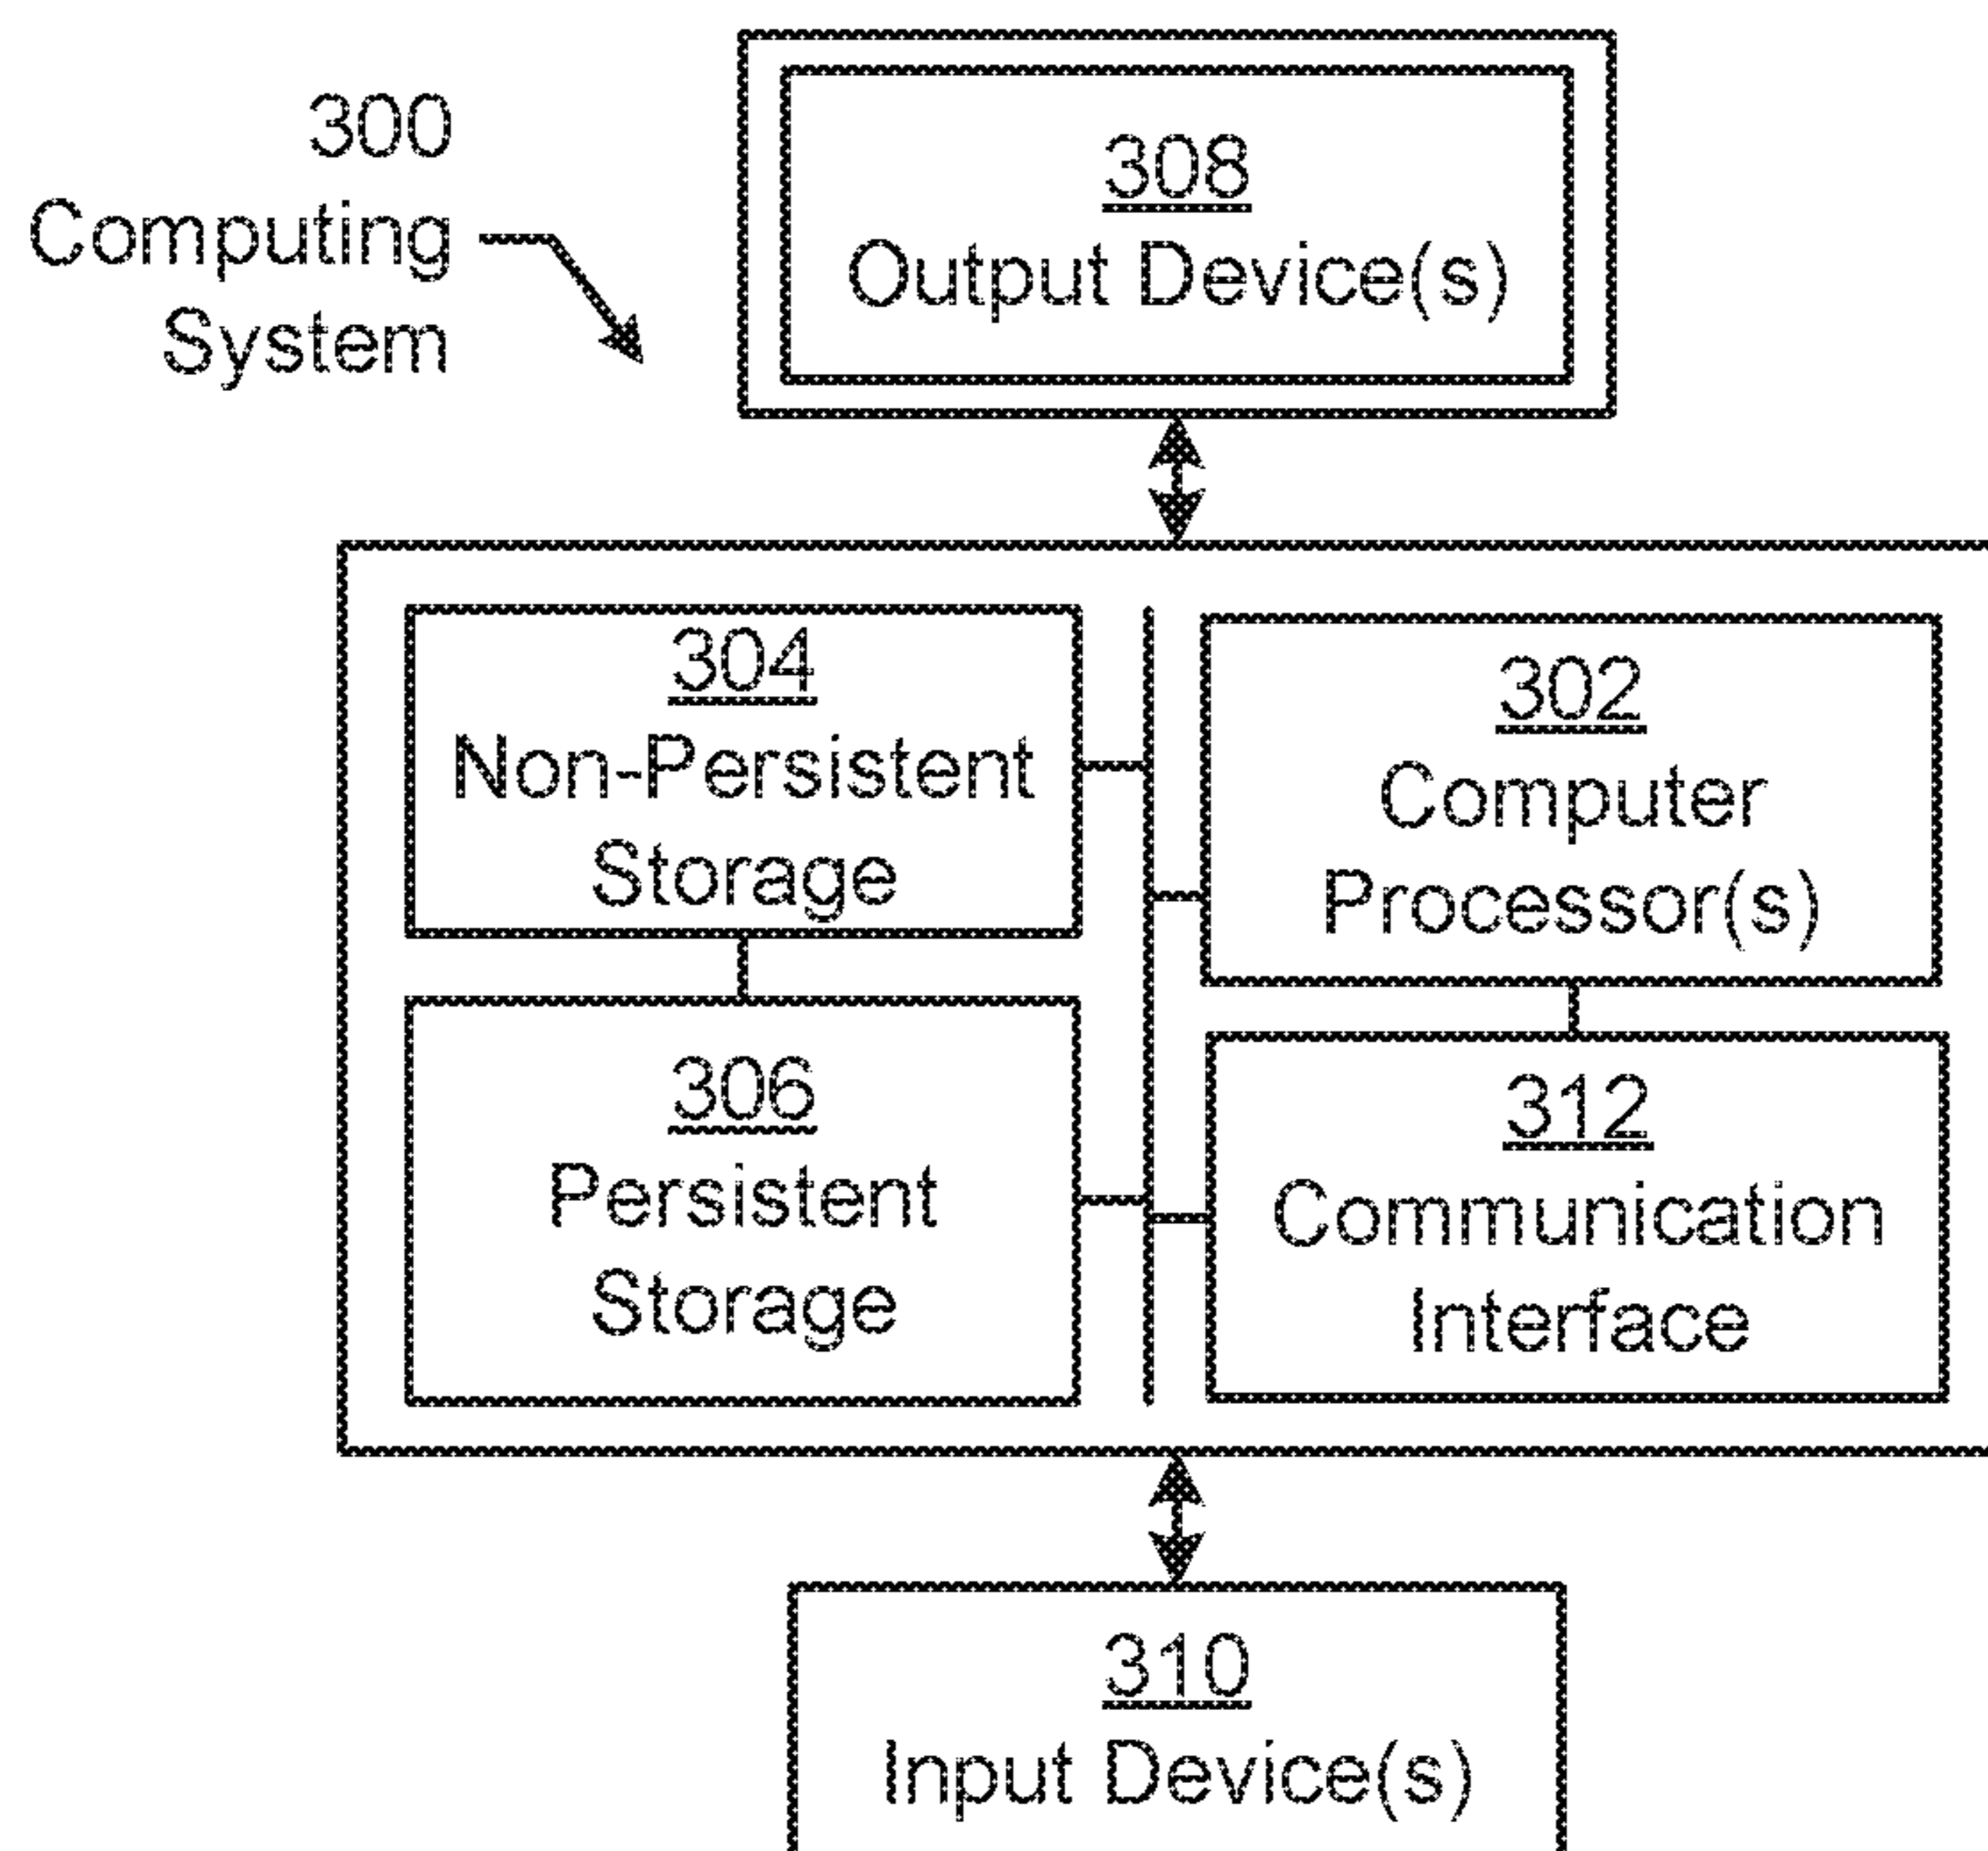 300
Computing
System
308
Output Device(s)
304
Non-Persistent
Storage
302
Computer
Processor(s)
306
Persistent
Storage
312
Communication
Interface
310
Input Device(s)